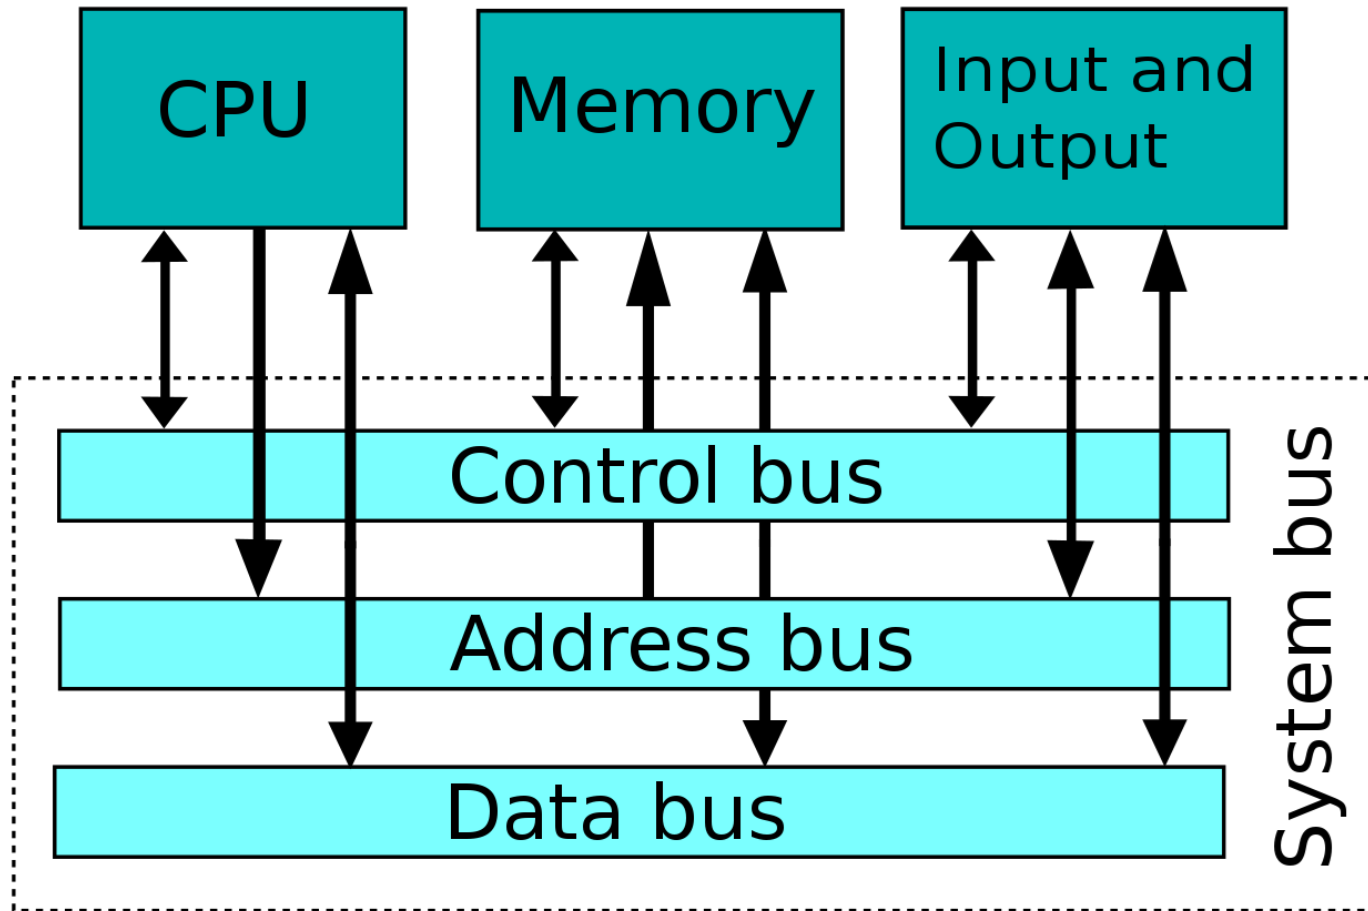 CPU
Memory
Input and
Output
Control bus
Address bus
Data bus
System bus